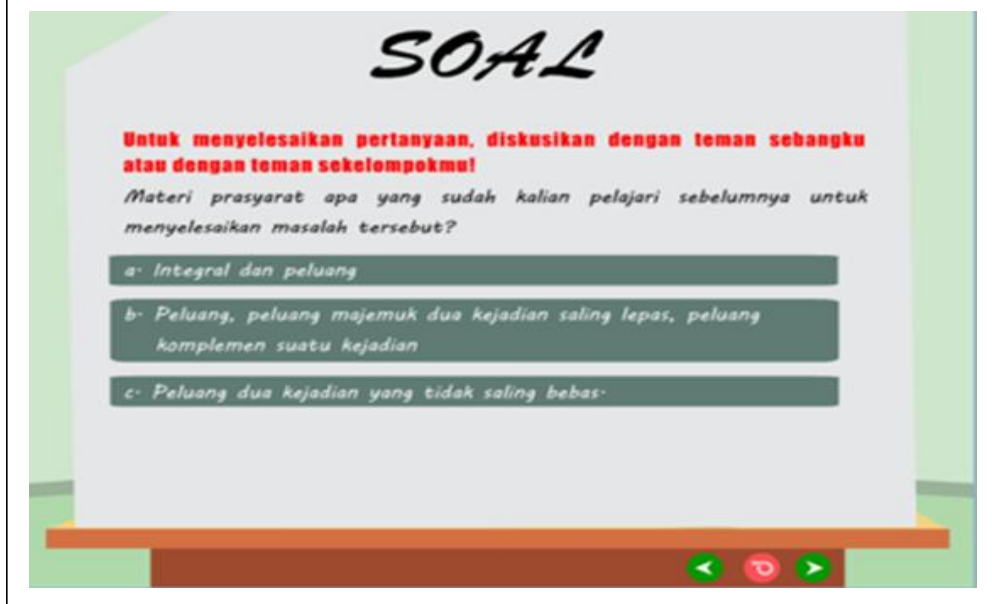 SOAL
Untuk menyelesaikan pertanyaan, diskusikan dengan teman sebangku
atau dengan teman sekelompokmu!
Materi prasyarat apa yang sudah kalian pelajari sebelumnya untuk
menyelesaikan masalah tersebut?
a. Integral dan peluang
b. Peluang, peluang majemuk dua kejadian saling lepas, peluang
komplemen suatu kejadian
c. Peluang dua kejadian yang tidak saling bebas.